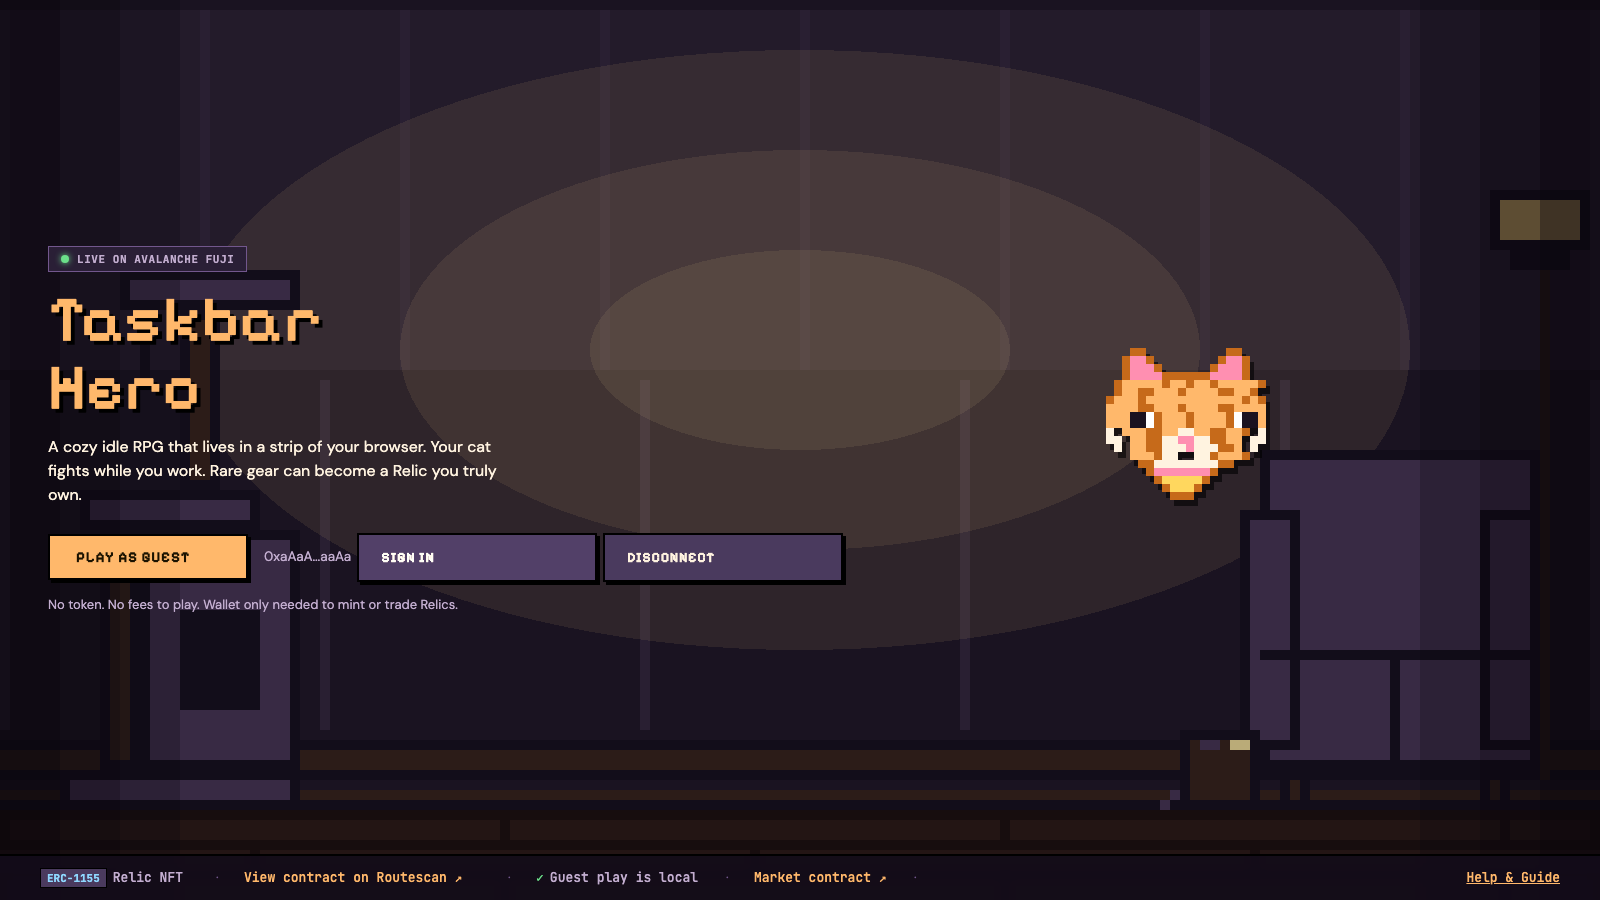 LIVE ON AVALANCHE FUJI
Taskbar
Hero
A cozy idle RPG that lives in a strip of your browser. Your cat
fights while you work. Rare gear can become a Relic you truly
own.
PLAY AS GUEST 0xaAaA...aaAa SIGN IN DISCONNECT
No token. No fees to play. Wallet only needed to mint or trade Relics.
ERC-1155 Relic NFT · View contract on Routescan ↗ · ✓ Guest play is local · Market contract ↗ · Help & Guide